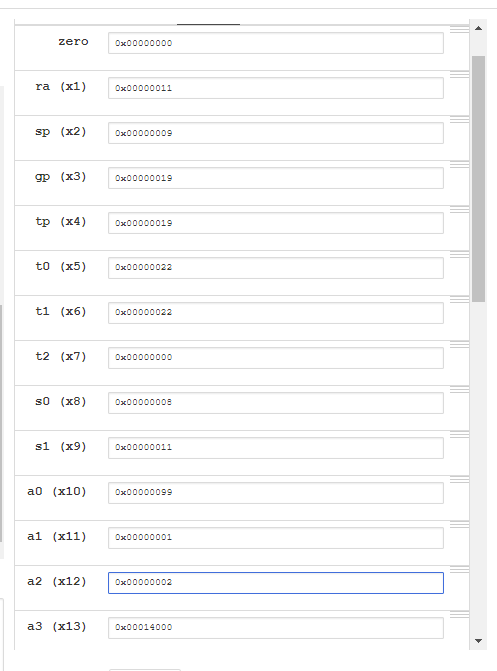 zero 0x00000000
ra (x1) 0x00000011
sp (x2) 0x00000009
gp (x3) 0x00000019
tp (x4) 0x00000019
t0 (x5) 0x00000022
t1 (x6) 0x00000022
t2 (x7) 0x00000000
s0 (x8) 0x00000008
s1 (x9) 0x00000011
a0 (x10) 0x00000099
a1 (x11) 0x00000001
a2 (x12) 0x00000002
a3 (x13) 0x00014000